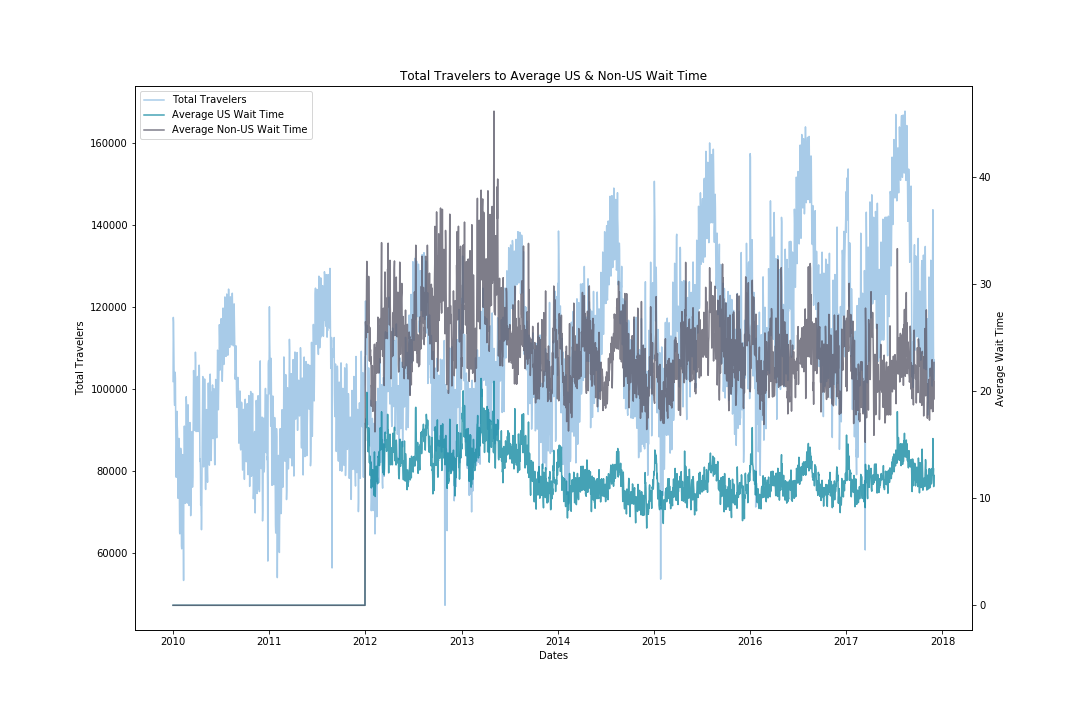 Total Travelers to Average US & Non-US Wait Time
Total Travelers
Average US Wait Time
Average Non-US Wait Time
160000
140000
120000
100000
80000
60000
Total Travelers
40
30
20
10
0
Average Wait Time
2010 2011 2012 2013 2014 2015 2016 2017 2018
Dates